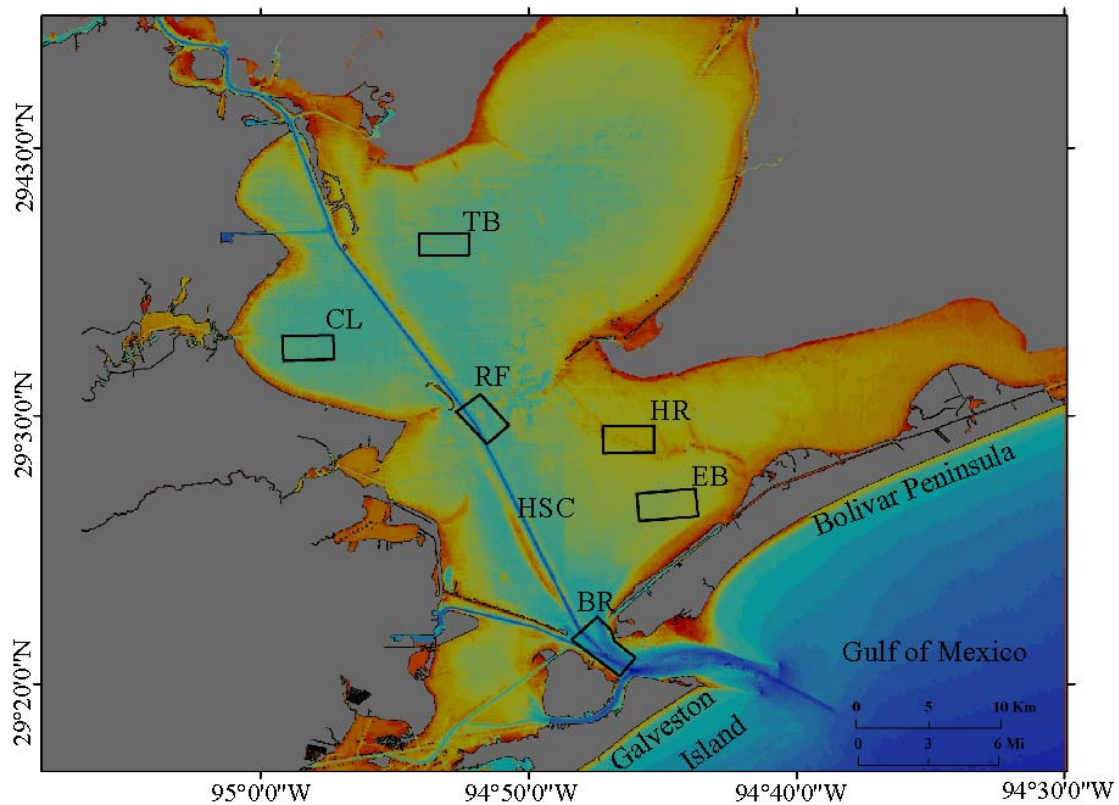 29°40'0"N
TB
CL
RF
29°30'0"N
HR
EB
HSC
Bolivar Peninsula
BR
Gulf of Mexico
29°20'0"N
0 5 10 Km
0 3 6 Mi
Galveston
Island
95°0'0"W 94°50'0"W 94°40'0"W 94°30'0"W